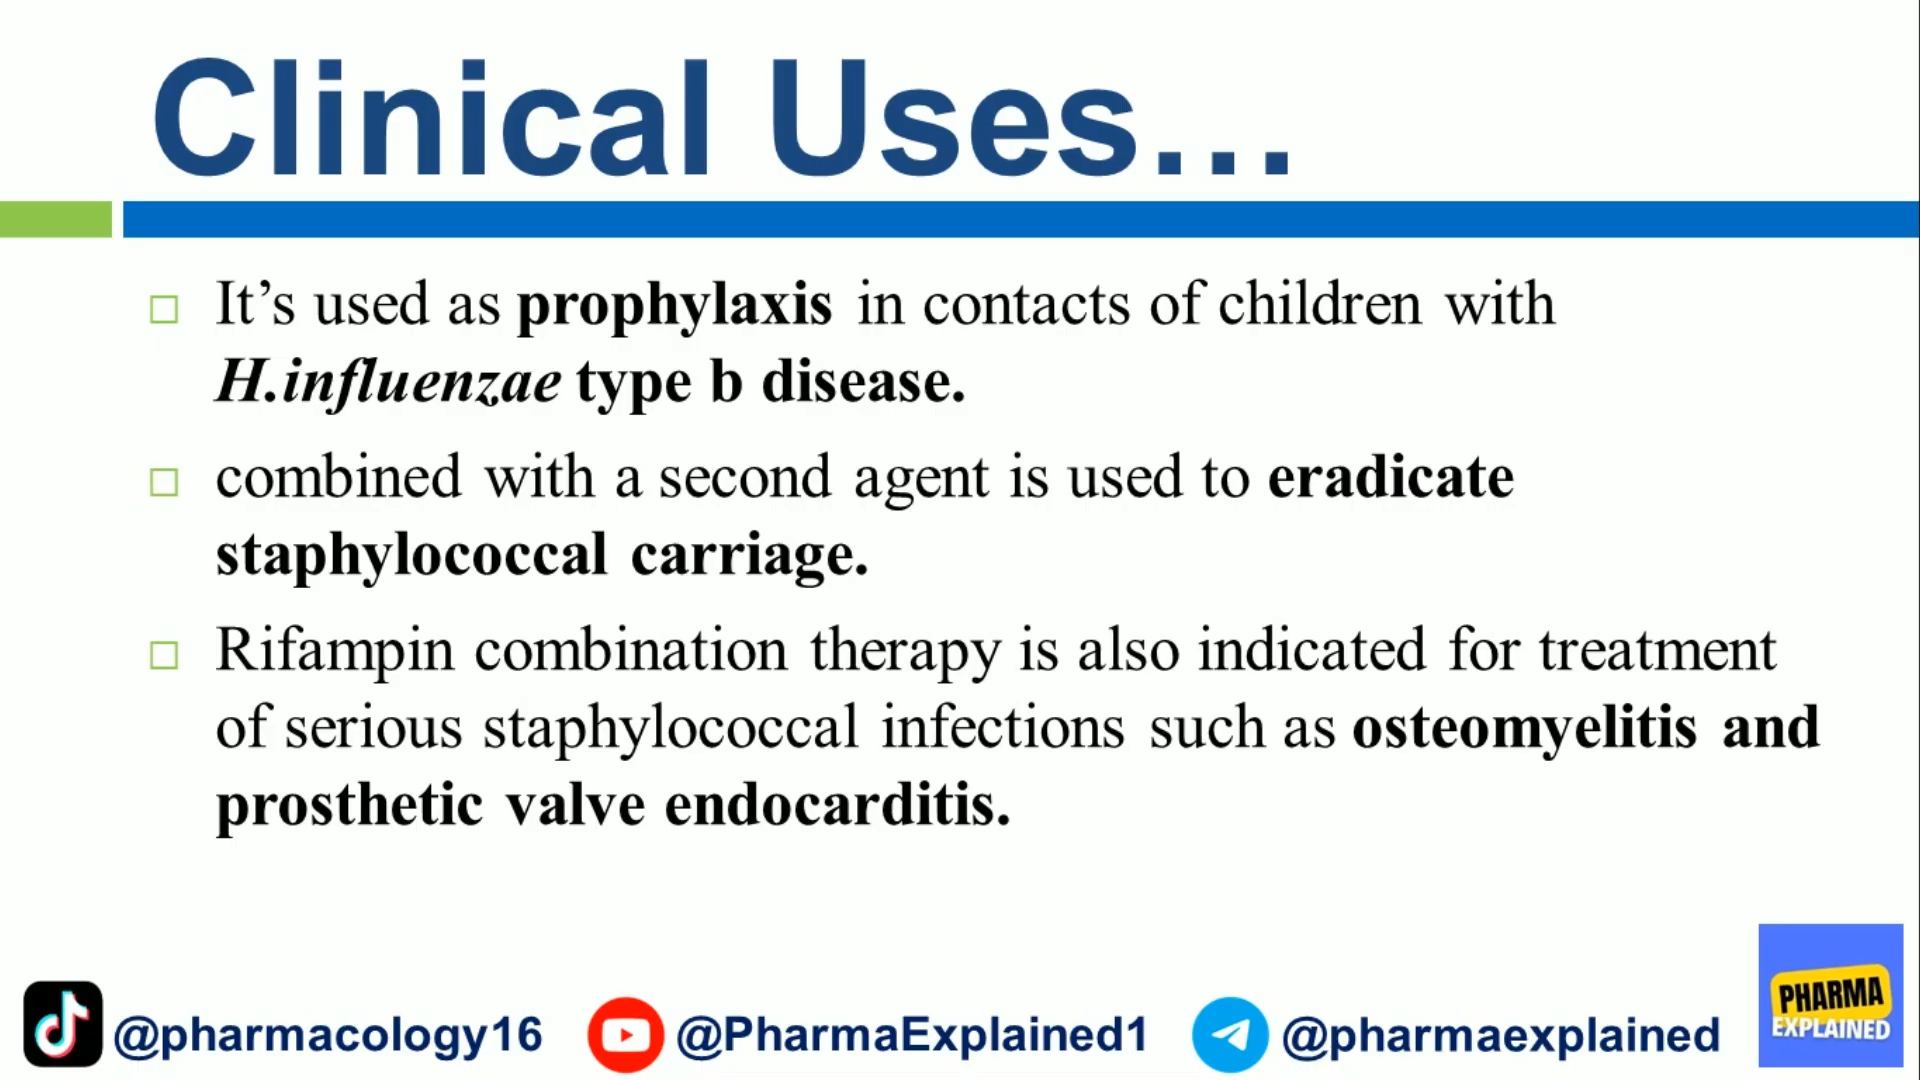 Clinical Uses...
It’s used as prophylaxis in contacts of children with
H.influenzae type b disease.
combined with a second agent is used to eradicate
staphylococcal carriage.
Rifampin combination therapy is also indicated for treatment
of serious staphylococcal infections such as osteomyelitis and
prosthetic valve endocarditis.
PHARMA
EXPLAINED
@pharmacology16 @PharmaExplained1 @pharmaexplained